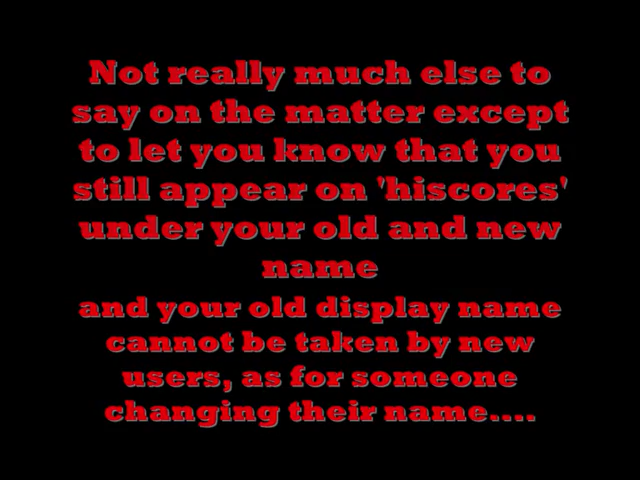 Not really much else to
say on the matter except
to let you know that you
still appear on 'hiscores'
under your old and new
name
and your old display name
cannot be taken by new
users, as for someone
changing their name....